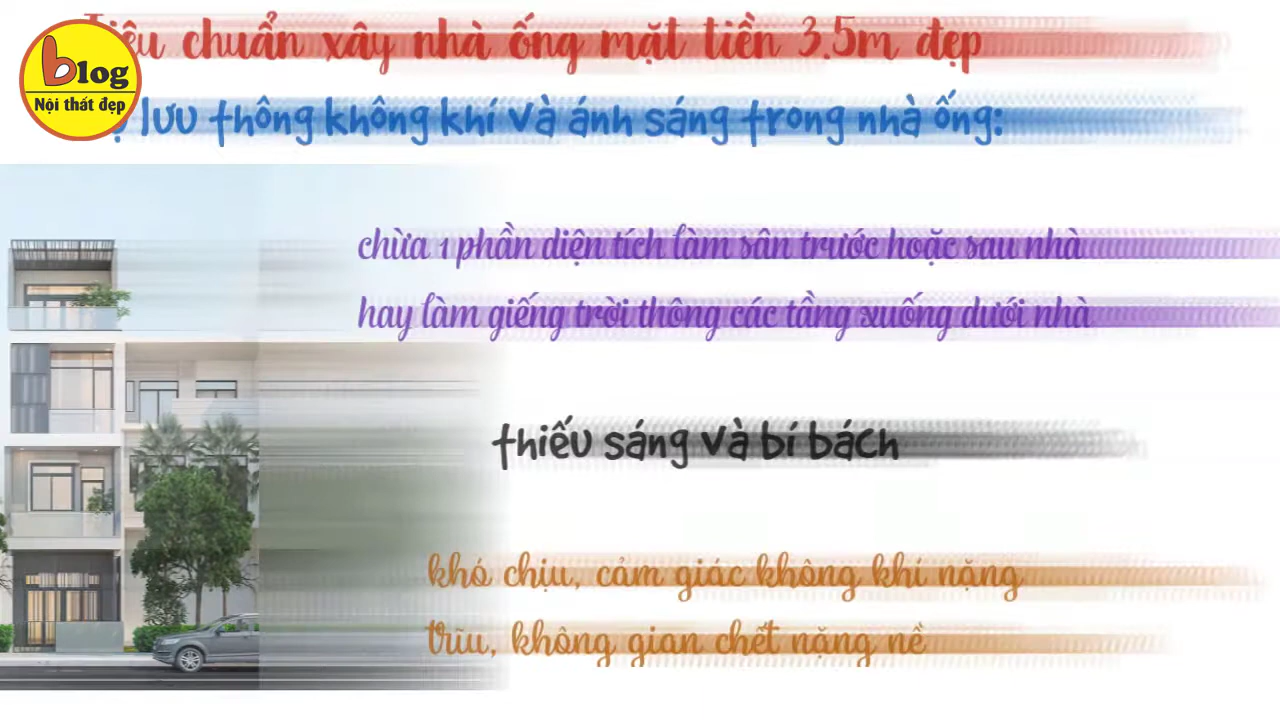 blog
Nội thất đẹp
chuẩn xây nhà ống mặt tiền 3,5m đẹp
lưu thông không khí và ánh sáng trong nhà ống:
chừa 1 phần diện tích làm sân trước hoặc sau nhà
hay làm giếng trời thông các tầng xuống dưới nhà
thiếu sáng và bí bách
khó chịu, cảm giác không khí nặng
trĩu, không gian chết nặng nề